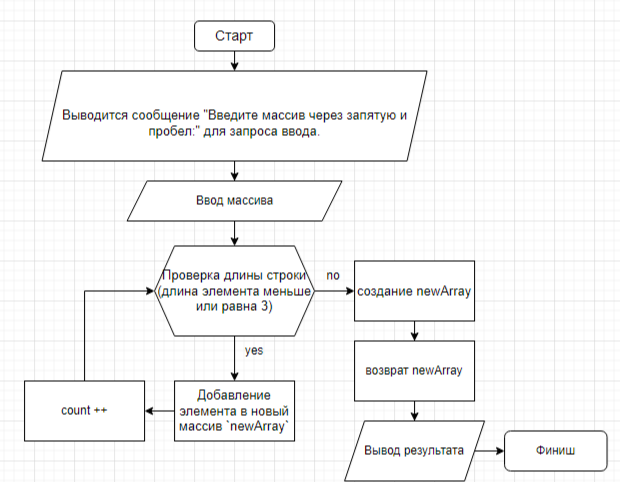 Старт
Выводится сообщение "Введите массив через запятую и
пробел:" для запроса ввода.
Ввод массива
Проверка длины строки
(длина элемента меньше
или равна 3)
no
создание newArray
yes
возврат newArray
Добавление
элемента в новый
массив `newArray`
count ++
Вывод результата
Финиш